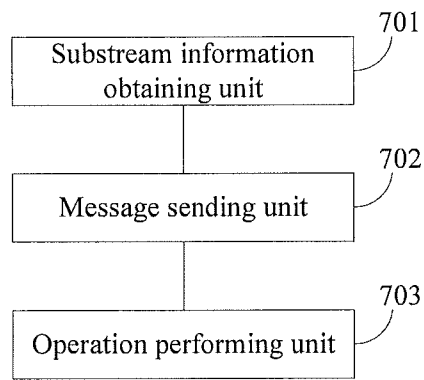 701
Substream information
obtaining unit
702
Message sending unit
703
Operation performing unit